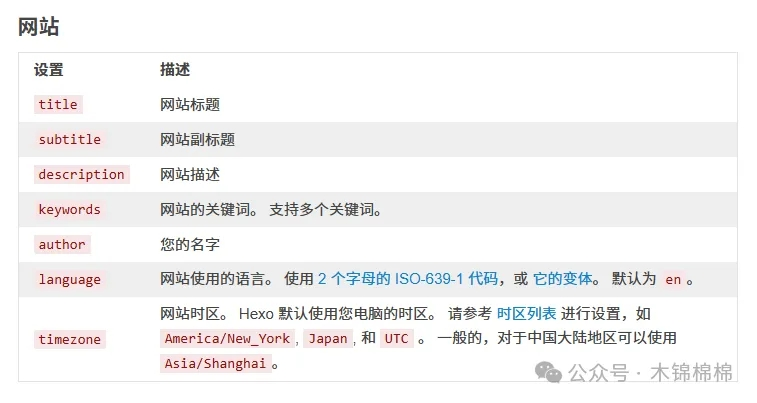 网站
设置 描述
title 网站标题
subtitle 网站副标题
description 网站描述
keywords 网站的关键词。 支持多个关键词。
author 您的名字
language 网站使用的语言。 使用 2 个字母的 ISO-639-1 代码，或 它的变体。 默认为 en 。
网站时区。 Hexo 默认使用您电脑的时区。 请参考 时区列表 进行设置，如
timezone America/New_York, Japan, 和 UTC 。 一般的，对于中国大陆地区可以使用
Asia/Shanghai。
公众号 · 木锦棉棉